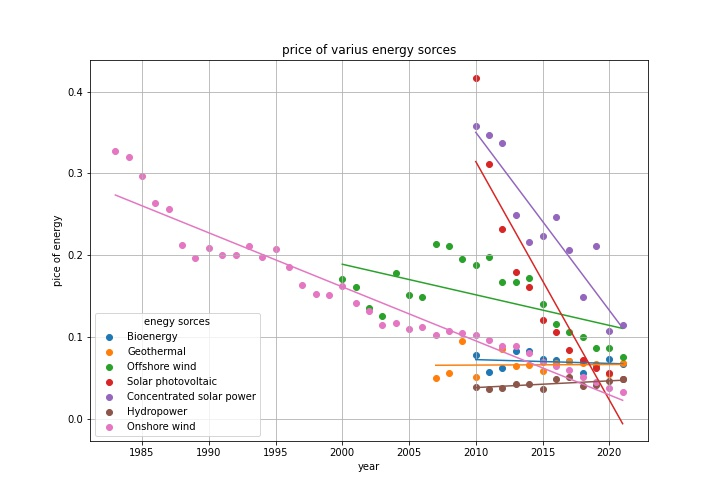 price of varius energy sorces
pice of energy
0.4
0.3
0.2
0.1
0.0
enegy sorces
Bioenergy
Geothermal
Offshore wind
Solar photovoltaic
Concentrated solar power
Hydropower
Onshore wind
1985 1990 1995 2000 2005 2010 2015 2020
year